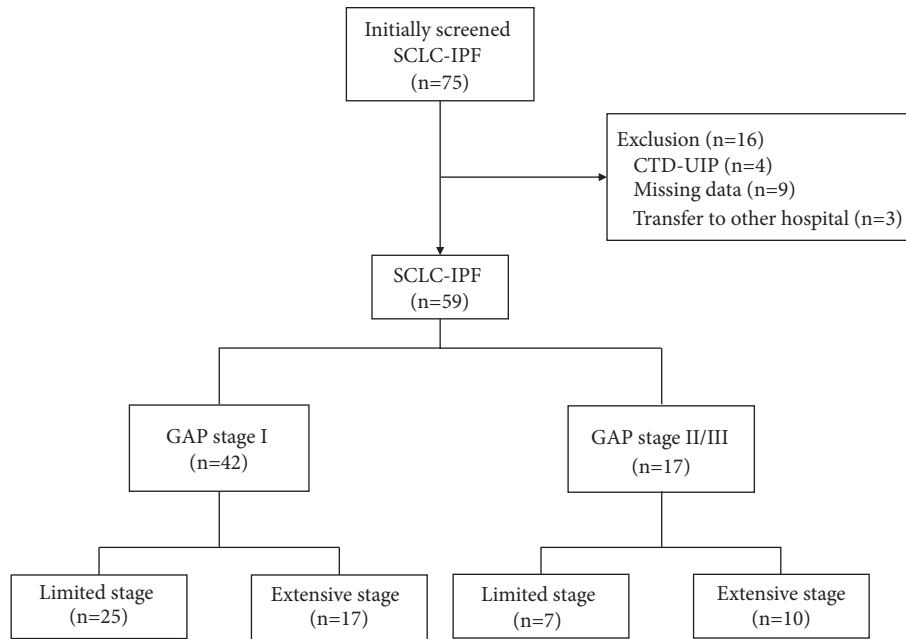 Initially screened
SCLC-IPF
(n=75)
Exclusion (n=16)
CTD-UIP (n=4)
Missing data (n=9)
Transfer to other hospital (n=3)
SCLC-IPF
(n=59)
GAP stage I
(n=42)
GAP stage II/III
(n=17)
Limited stage
(n=25)
Extensive stage
(n=17)
Limited stage
(n=7)
Extensive stage
(n=10)